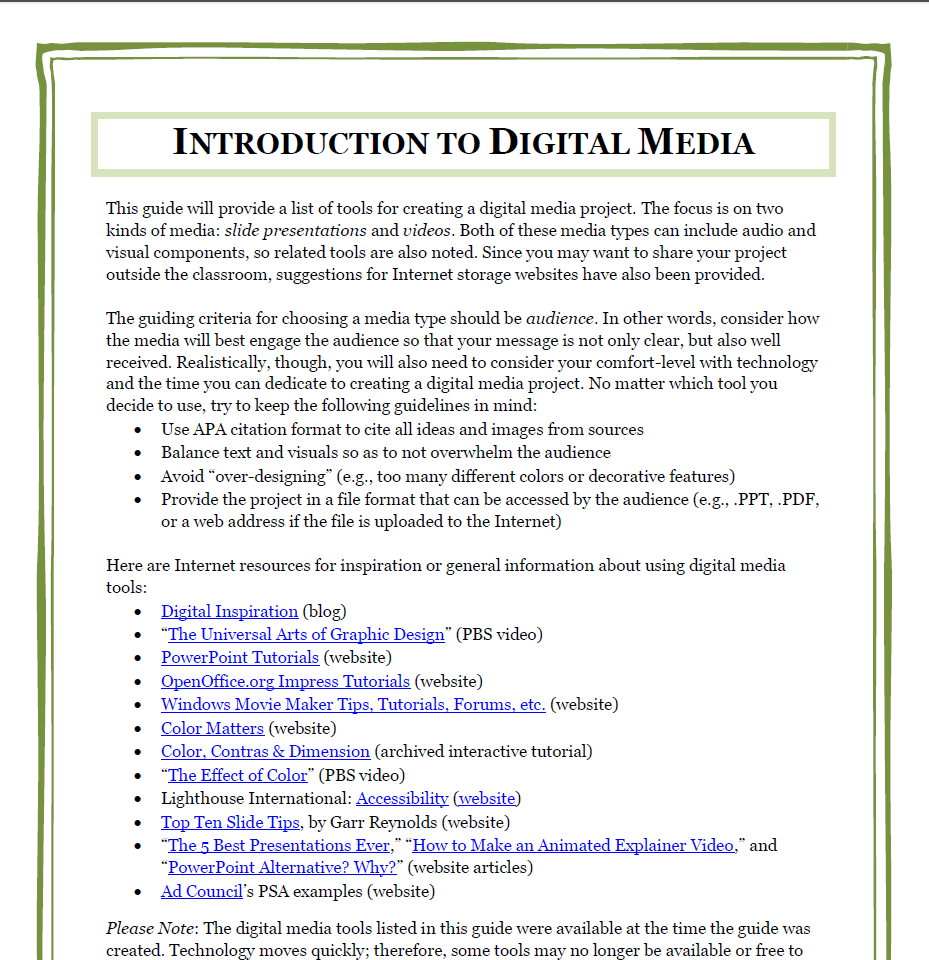 INTRODUCTION TO DIGITAL MEDIA
This guide will provide a list of tools for creating a digital media project. The focus is on two
kinds of media: slide presentations and videos. Both of these media types can include audio and
visual components, so related tools are also noted. Since you may want to share your project
outside the classroom, suggestions for Internet storage websites have also been provided.
The guiding criteria for choosing a media type should be audience. In other words, consider how
the media will best engage the audience so that your message is not only clear, but also well
received. Realistically, though, you will also need to consider your comfort-level with technology
and the time you can dedicate to creating a digital media project. No matter which tool you
decide to use, try to keep the following guidelines in mind:
• Use APA citation format to cite all ideas and images from sources
• Balance text and visuals so as to not overwhelm the audience
• Avoid “over-designing” (e.g., too many different colors or decorative features)
• Provide the project in a file format that can be accessed by the audience (e.g., .PPT, .PDF,
or a web address if the file is uploaded to the Internet)
Here are Internet resources for inspiration or general information about using digital media
tools:
• Digital Inspiration (blog)
• “The Universal Arts of Graphic Design” (PBS video)
• PowerPoint Tutorials (website)
• OpenOffice.org Impress Tutorials (website)
• Windows Movie Maker Tips, Tutorials, Forums, etc. (website)
• Color Matters (website)
• Color, Contras & Dimension (archived interactive tutorial)
• “The Effect of Color” (PBS video)
• Lighthouse International: Accessibility (website)
• Top Ten Slide Tips, by Garr Reynolds (website)
• “The 5 Best Presentations Ever,” “How to Make an Animated Explainer Video,” and
“PowerPoint Alternative? Why?” (website articles)
• Ad Council’s PSA examples (website)
Please Note: The digital media tools listed in this guide were available at the time the guide was
created. Technology moves quickly; therefore, some tools may no longer be available or free to